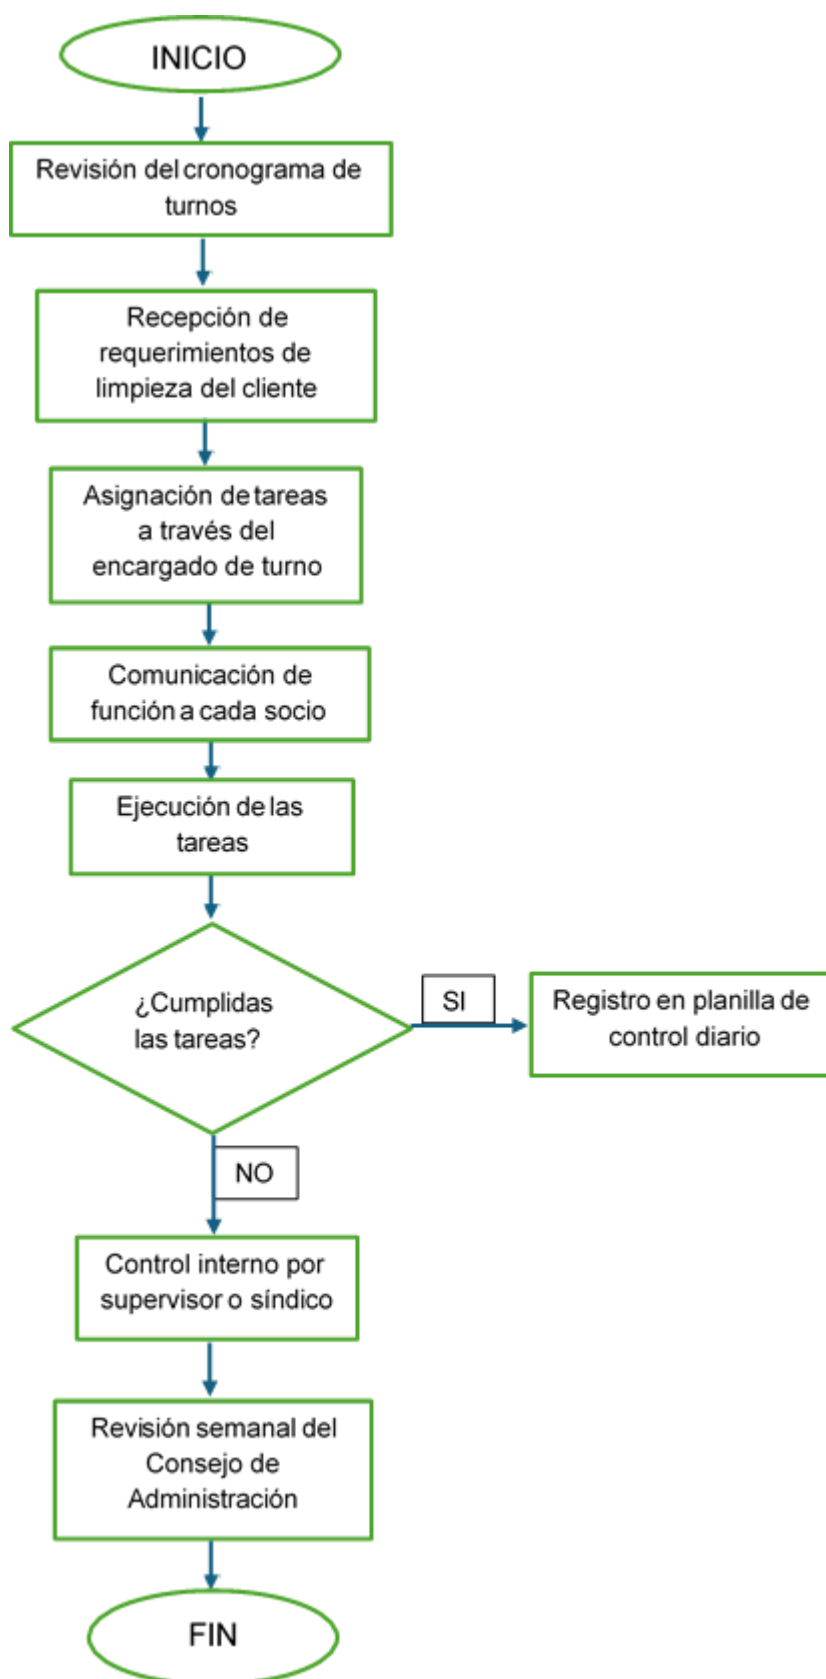 INICIO
Revisión del cronograma de
turnos
Recepción de
requerimientos de
limpieza del cliente
Asignación de tareas
a través del
encargado de turno
Comunicación de
función a cada socio
Ejecución de las
tareas
¿Cumplidas
las tareas?
SI
Registro en planilla de
control diario
NO
Control interno por
supervisor o síndico
Revisión semanal del
Consejo de
Administración
FIN